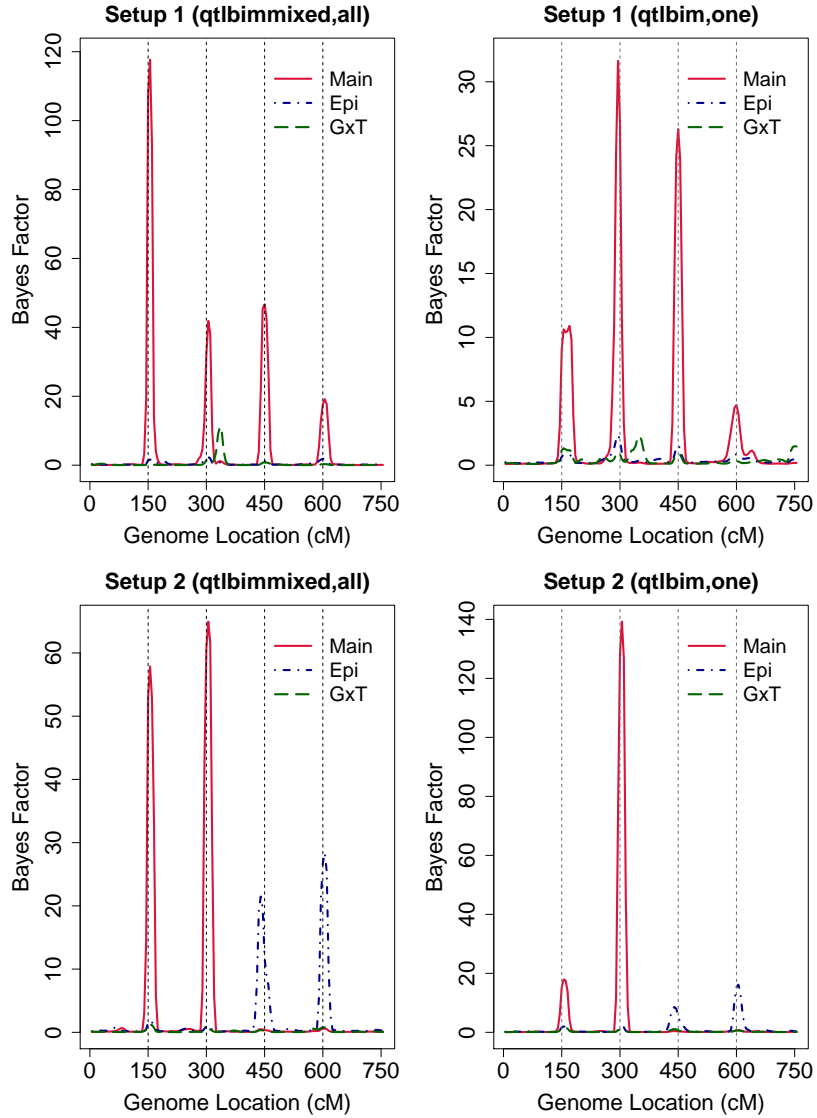 Setup 1 (qtlbimmixed,all)
Bayes Factor
0 20 40 60 80 100 120
Main
Epi
GxT
0 150 300 450 600 750
Genome Location (cM)
Setup 1 (qtlbim,one)
Bayes Factor
0 5 10 15 20 25 30
Main
Epi
GxT
0 150 300 450 600 750
Genome Location (cM)
Setup 2 (qtlbimmixed,all)
Bayes Factor
0 10 20 30 40 50 60
Main
Epi
GxT
0 150 300 450 600 750
Genome Location (cM)
Setup 2 (qtlbim,one)
Bayes Factor
0 20 40 60 80 100 120 140
Main
Epi
GxT
0 150 300 450 600 750
Genome Location (cM)